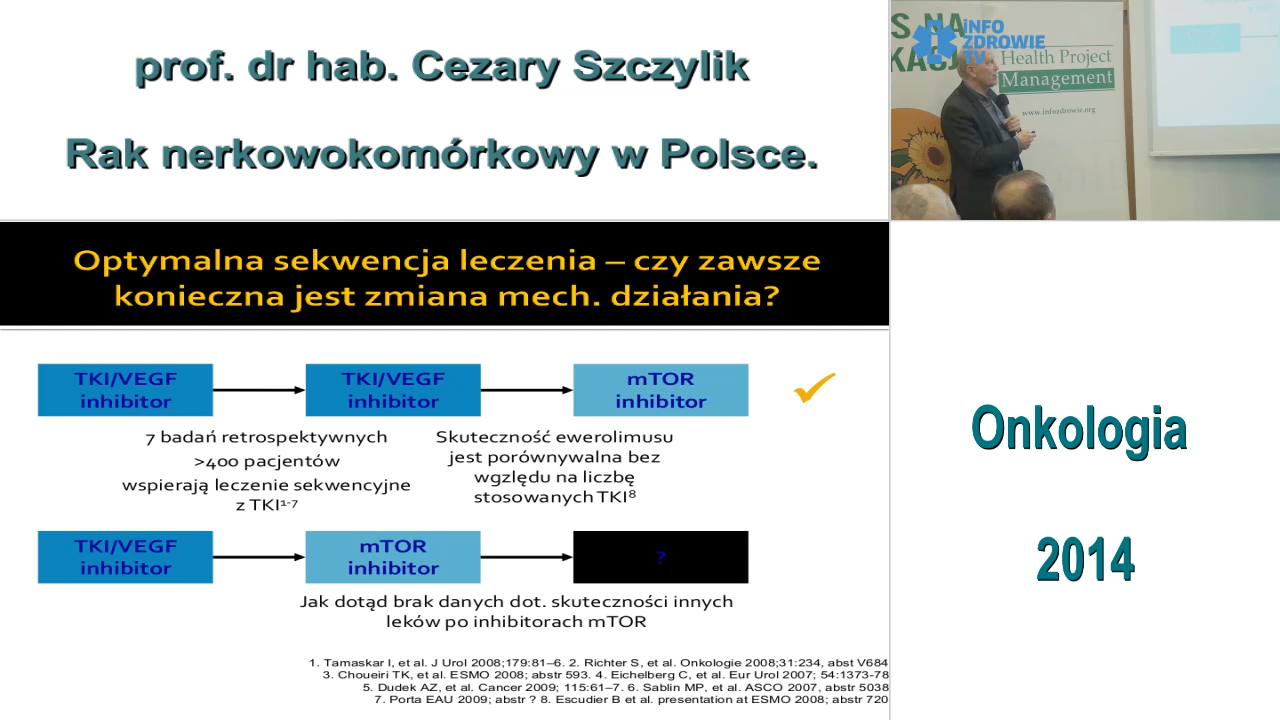 prof. dr hab. Cezary Szczylik
Rak nerkowokomórkowy w Polsce.
iNFO
ZDROWIE
TV
S NA
KACJ
Health Project
Management
www.infozdrowie.org
Optymalna sekwencja leczenia – czy zawsze
konieczna jest zmiana mech. działania?
TKI/VEGF
inhibitor
TKI/VEGF
inhibitor
mTOR
inhibitor
7 badań retrospektywnych
>400 pacjentów
wspierają leczenie sekwencyjne
z TKI¹⁻⁷
Skuteczność ewerolimusu
jest porównywalna bez
wgzlędu na liczbę
stosowanych TKI⁸
TKI/VEGF
inhibitor
mTOR
inhibitor
?
Jak dotąd brak danych dot. skuteczności innych
leków po inhibitorach mTOR
1. Tamaskar I, et al. J Urol 2008;179:81–6. 2. Richter S, et al. Onkologie 2008;31:234, abst V684
3. Choueiri TK, et al. ESMO 2008; abstr 593. 4. Eichelberg C, et al. Eur Urol 2007; 54:1373-78
5. Dudek AZ, et al. Cancer 2009; 115:61–7. 6. Sablin MP, et al. ASCO 2007, abstr 5038
7. Porta EAU 2009; abstr ? 8. Escudier B et al. presentation at ESMO 2008; abstr 720
Onkologia
2014